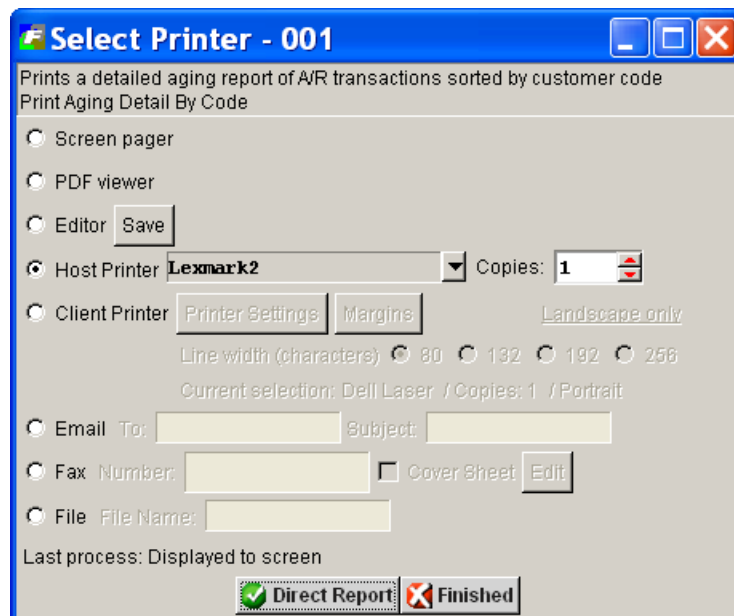 Select Printer - 001
Prints a detailed aging report of A/R transactions sorted by customer code
Print Aging Detail By Code
Screen pager
PDF viewer
Editor Save
Host Printer Lexmark2 Copies: 1
Client Printer Printer Settings Margins Landscape only
Line width (characters) 80 132 192 256
Current selection: Dell Laser / Copies: 1 / Portrait
Email To: Subject:
Fax Number: Cover Sheet Edit
File File Name:
Last process: Displayed to screen
Direct Report Finished